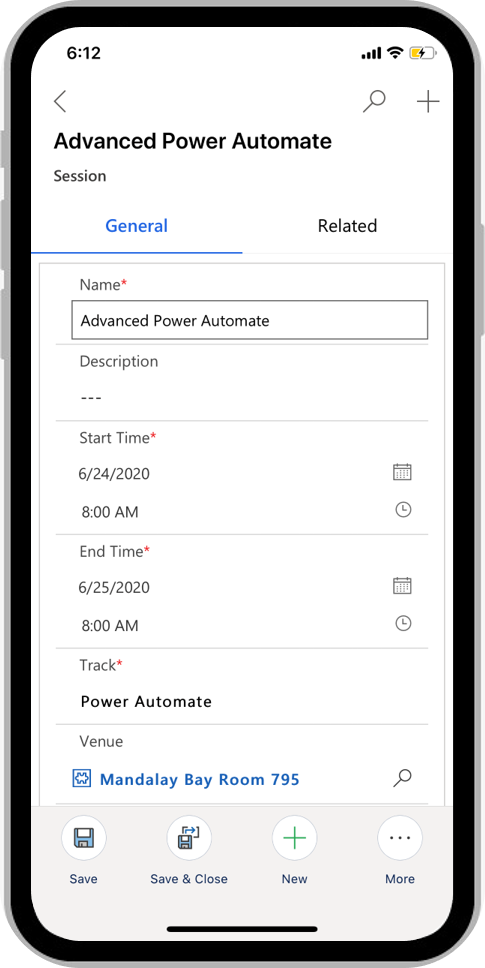 6:12
Advanced Power Automate
Session
General Related
Name*
Advanced Power Automate
Description
---
Start Time*
6/24/2020
8:00 AM
End Time*
6/25/2020
8:00 AM
Track*
Power Automate
Venue
Mandalay Bay Room 795
Save Save & Close New More